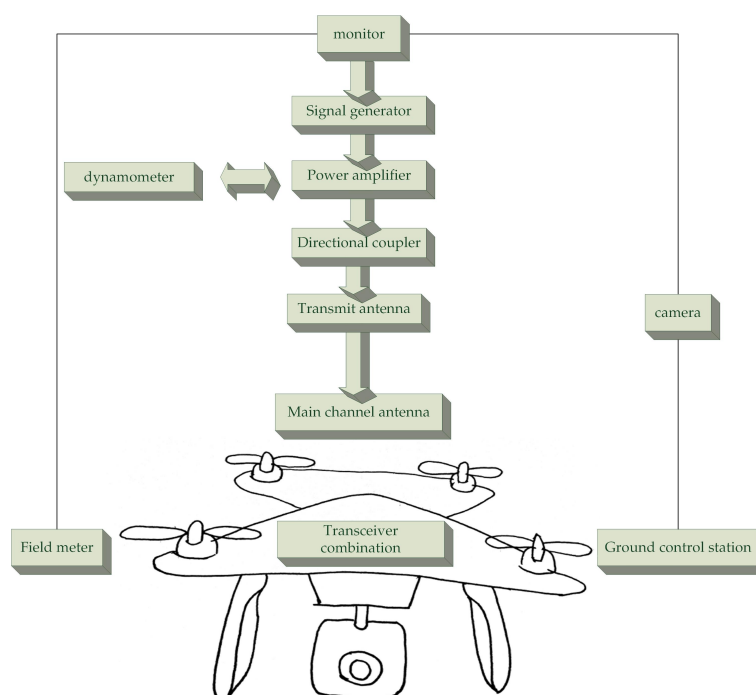 monitor
Signal generator
dynamometer
Power amplifier
Directional coupler
Transmit antenna
camera
Main channel antenna
Field meter
Transceiver
combination
Ground control station